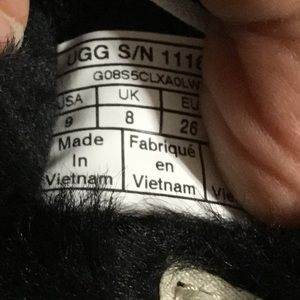 UGG S/N 1116
G08S5CLXA0LW
USA UK EU
9 8 26
Made In Vietnam
Fabriqué en Vietnam